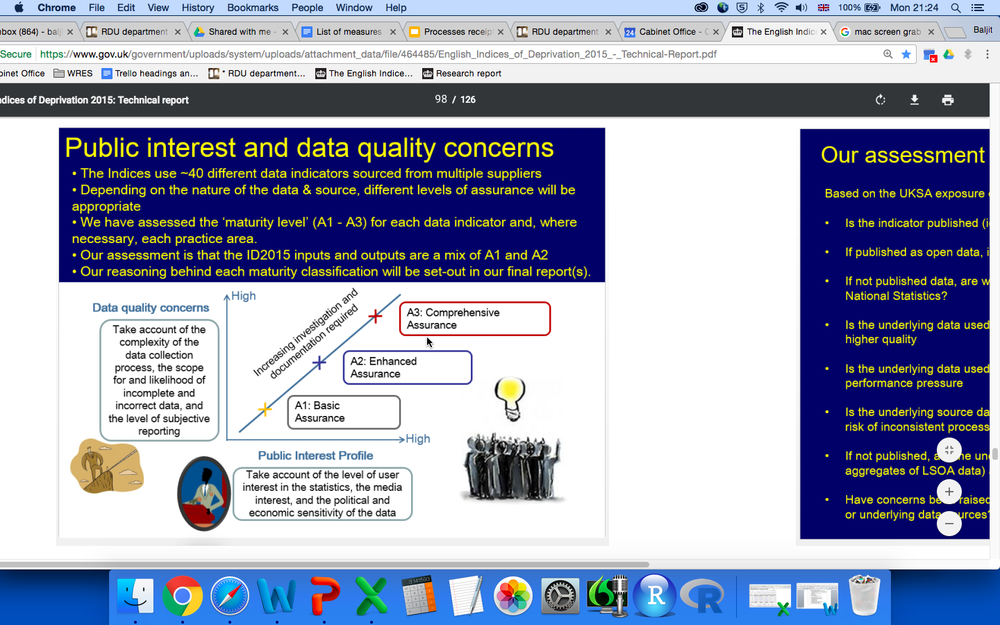 Chrome File Edit View History Bookmarks People Window Help 100% Mon 21:24
nbox (864) - balj RDU department Shared with me - List of measures Processes receip RDU department 24 Cabinet Office - C The English Indic mac screen grab Baljit
Secure https://www.gov.uk/government/uploads/system/uploads/attachment_data/file/464485/English_Indices_of_Deprivation_2015_-_Technical-Report.pdf
binet Office WRES Trello headings an... * RDU department... The English Indice... Research report
ndices of Deprivation 2015: Technical report 98 / 126
Public interest and data quality concerns
• The Indices use ~40 different data indicators sourced from multiple suppliers
• Depending on the nature of the data & source, different levels of assurance will be
appropriate
• We have assessed the ‘maturity level’ (A1 - A3) for each data indicator and, where
necessary, each practice area.
• Our assessment is that the ID2015 inputs and outputs are a mix of A1 and A2
• Our reasoning behind each maturity classification will be set-out in our final report(s).
Data quality concerns
Take account of the
complexity of the
data collection
process, the scope
for and likelihood of
incomplete and
incorrect data, and
the level of subjective
reporting
High
Increasing investigation and
documentation required
A3: Comprehensive
Assurance
A2: Enhanced
Assurance
A1: Basic
Assurance
High
Public Interest Profile
Take account of the level of user
interest in the statistics, the media
interest, and the political and
economic sensitivity of the data
Our assessment
Based on the UKSA exposure
• Is the indicator published (i
• If published as open data, i
• If not published data, are w
National Statistics?
• Is the underlying data used
higher quality
• Is the underlying data used
performance pressure
• Is the underlying source da
risk of inconsistent process
• If not published, a he un
aggregates of LSOA data)
• Have concerns be raised
or underlying data urces?
3.141593
R
R